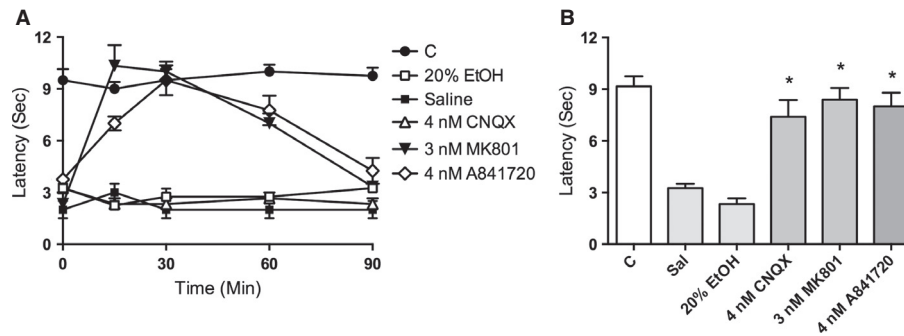 A
12
9
6
3
0
Latency (Sec)
0
30
60
90
Time (Min)
C
20% EtOH
Saline
4 nM CNQX
3 nM MK801
4 nM A841720
B
12
9
6
3
0
Latency (Sec)
*
*
*
C
Sal
20% EtOH
4 nM CNQX
3 nM MK801
4 nM A841720